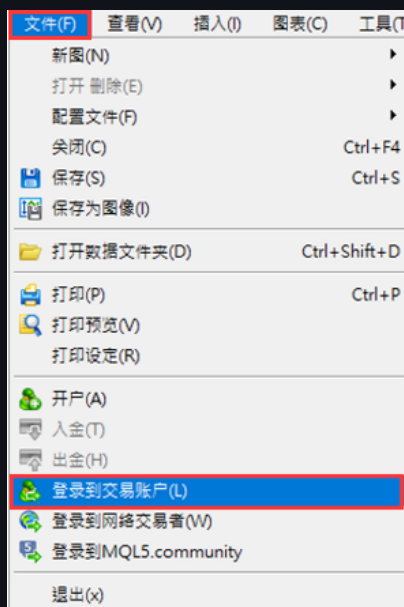 文件(F) 查看(V) 插入(I) 图表(C) 工具(T
新图(N)
打开 删除(E)
配置文件(F)
关闭(C) Ctrl+F4
保存(S) Ctrl+S
保存为图像(I)
打开数据文件夹(D) Ctrl+Shift+D
打印(P) Ctrl+P
打印预览(V)
打印设定(R)
开户(A)
入金(T)
出金(H)
登录到交易账户(L)
登录到网络交易者(W)
登录到MQL5.community
退出(x)